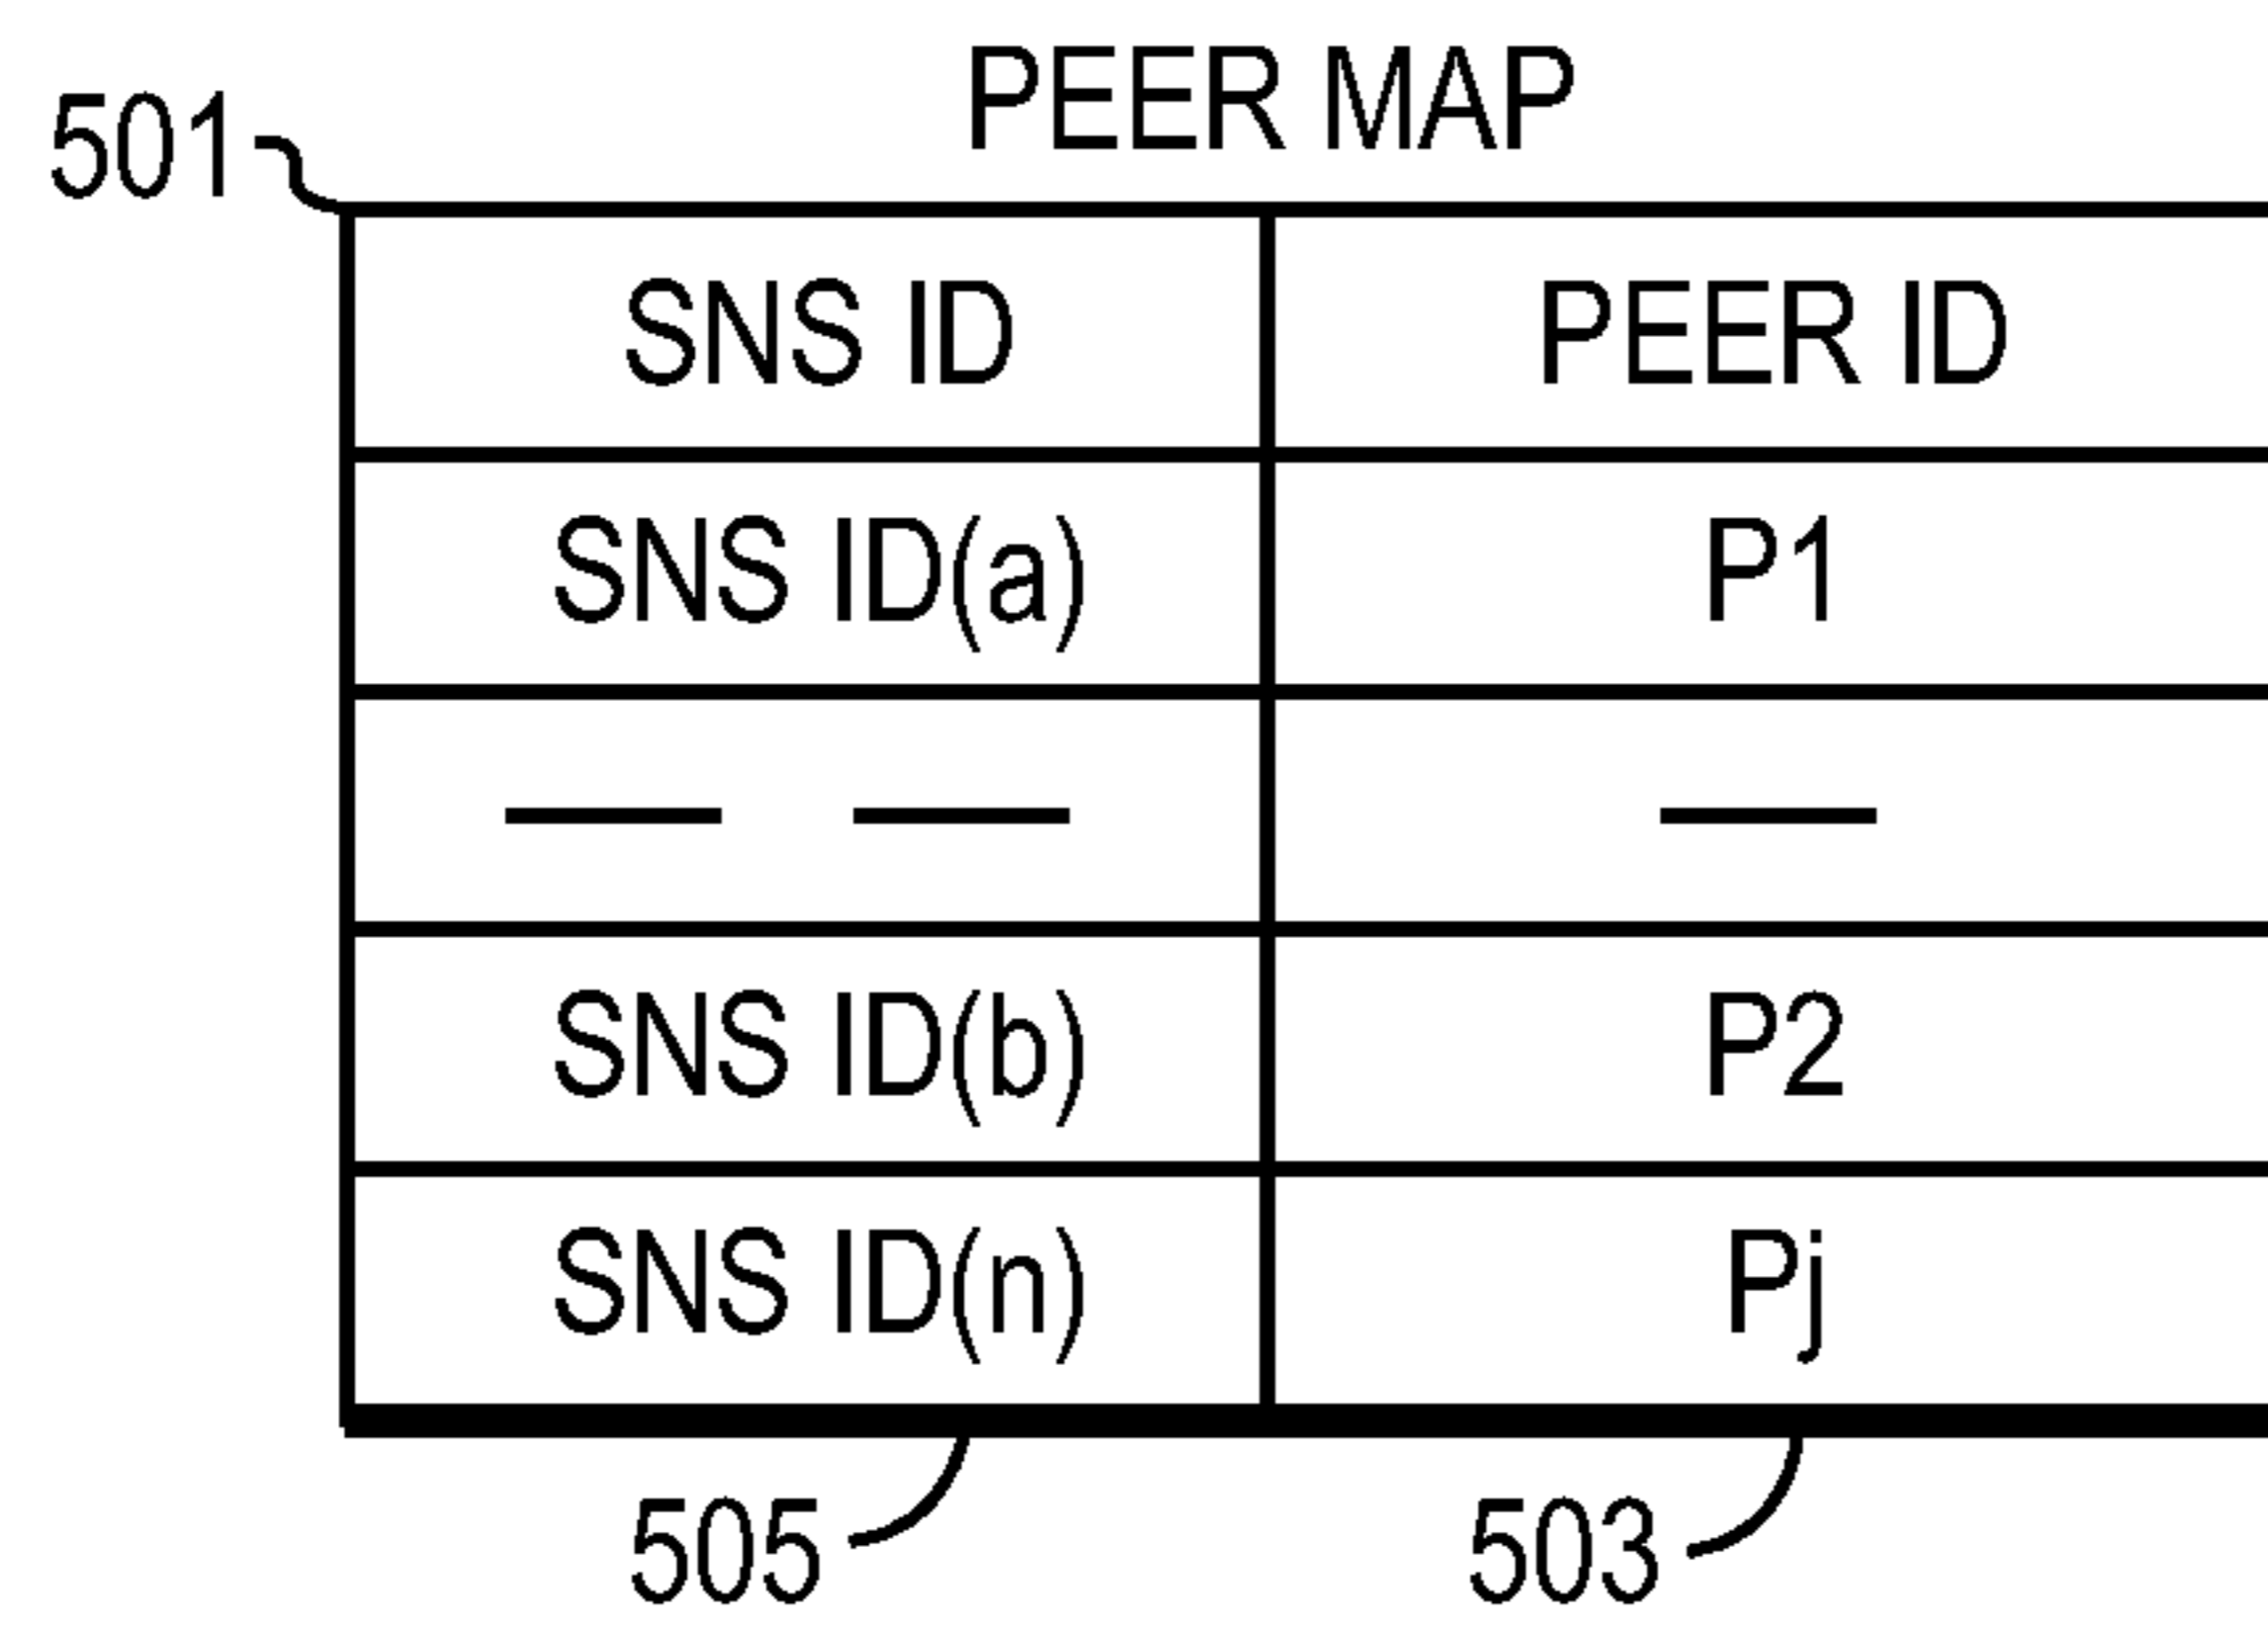 PEER MAP
501
SNS ID PEER ID
SNS ID(a) P1
— — —
SNS ID(b) P2
SNS ID(n) Pj
505 503